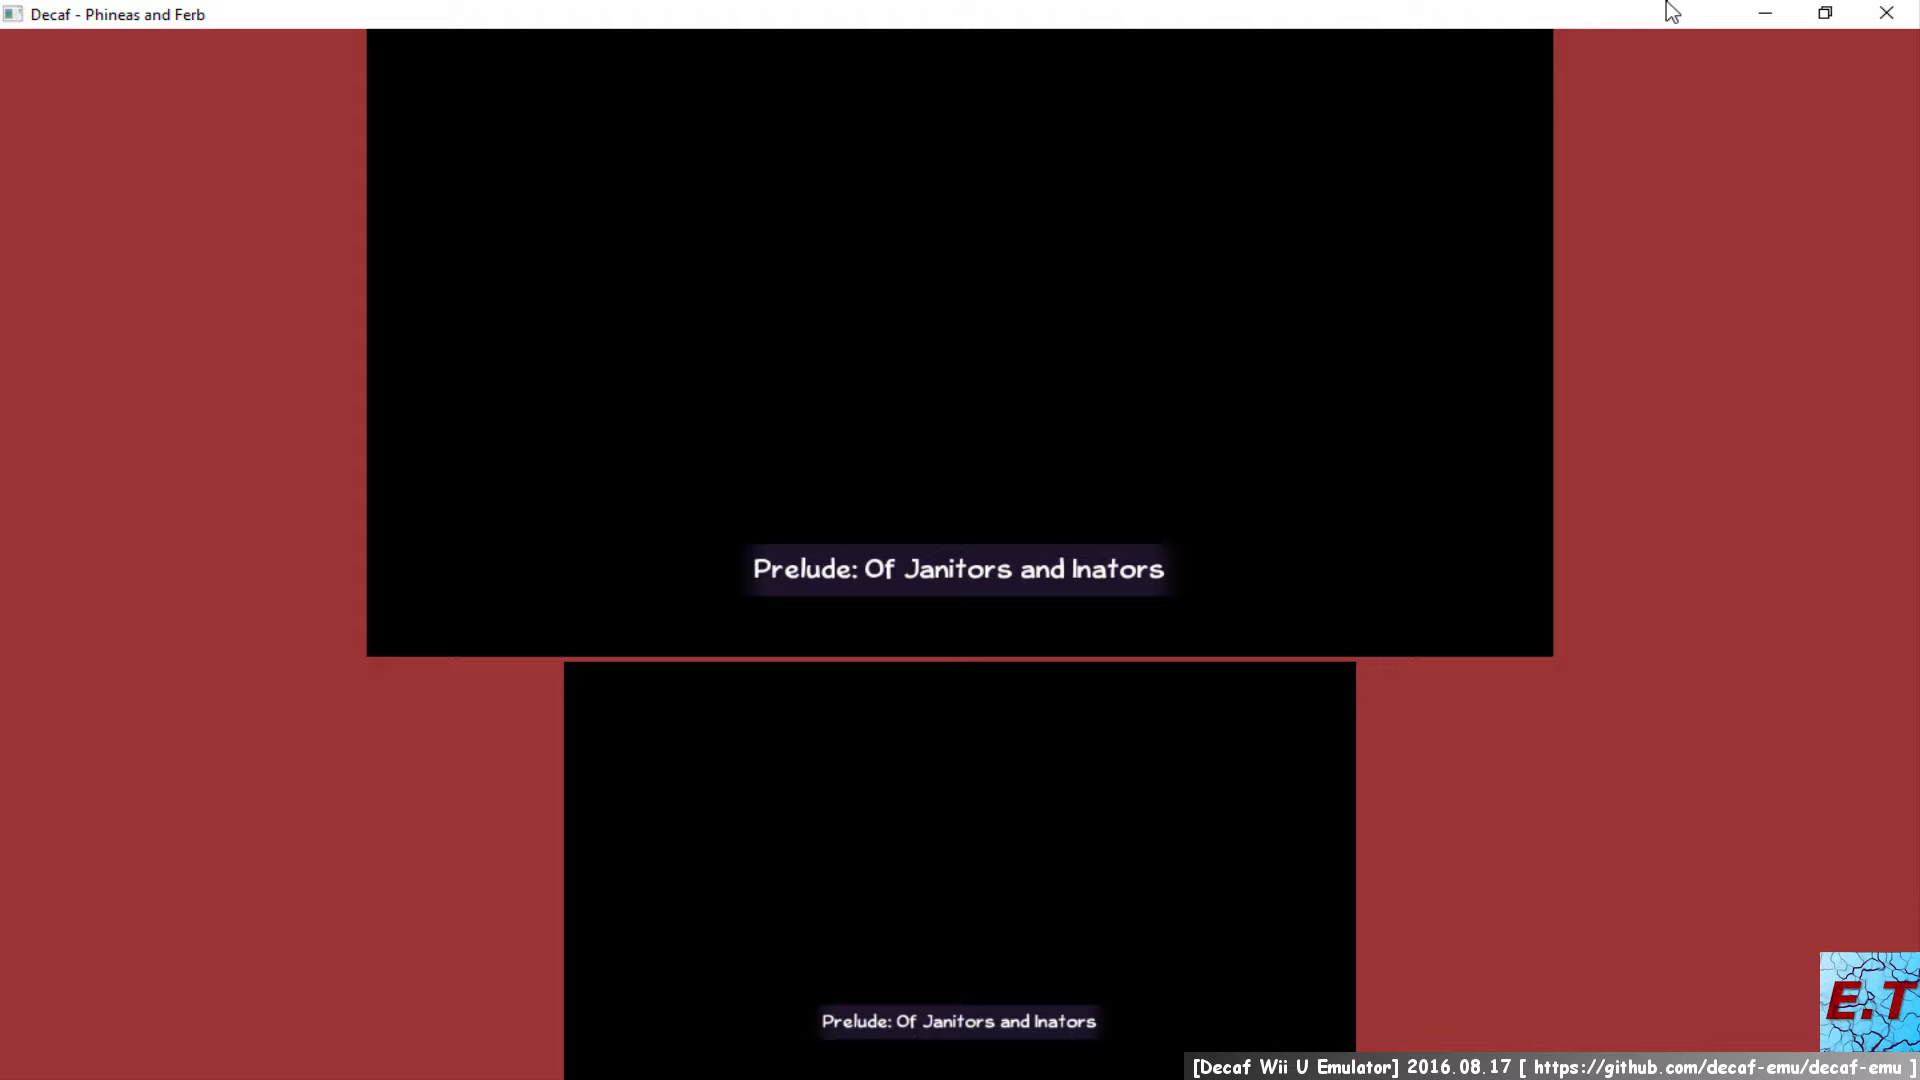 Decaf - Phineas and Ferb
Prelude: Of Janitors and Inators
Prelude: Of Janitors and Inators
E.T
[Decaf Wii U Emulator] 2016.08.17 [ https://github.com/decaf-emu/decaf-emu ]